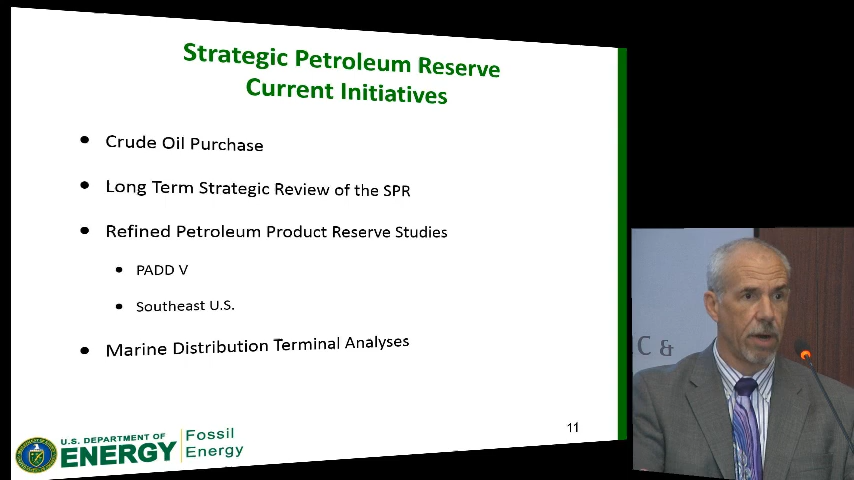 Strategic Petroleum Reserve
Current Initiatives
• Crude Oil Purchase
• Long Term Strategic Review of the SPR
• Refined Petroleum Product Reserve Studies
• PADD V
• Southeast U.S.
• Marine Distribution Terminal Analyses
11
U.S. DEPARTMENT OF
ENERGY
Fossil
Energy
C &